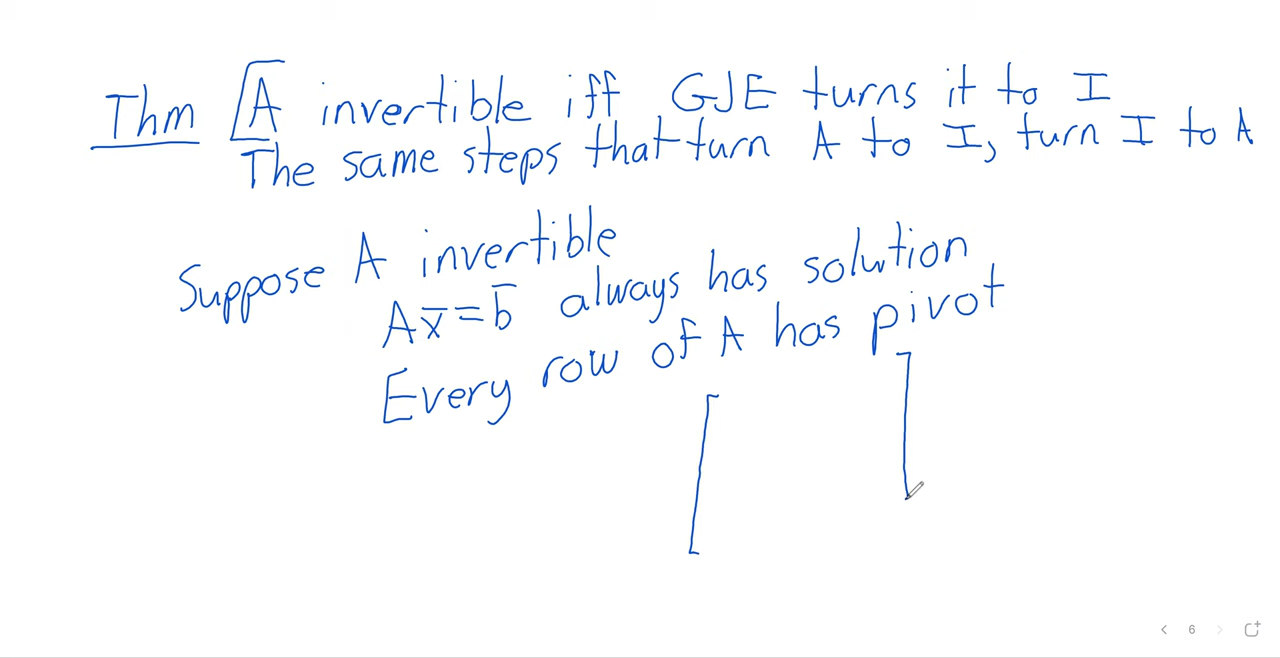 Thm A invertible iff GJE turns it to I
The same steps that turn A to I, turn I to A
Suppose A invertible
Ax̄=b̄ always has solution
Every row of A has pivot
6